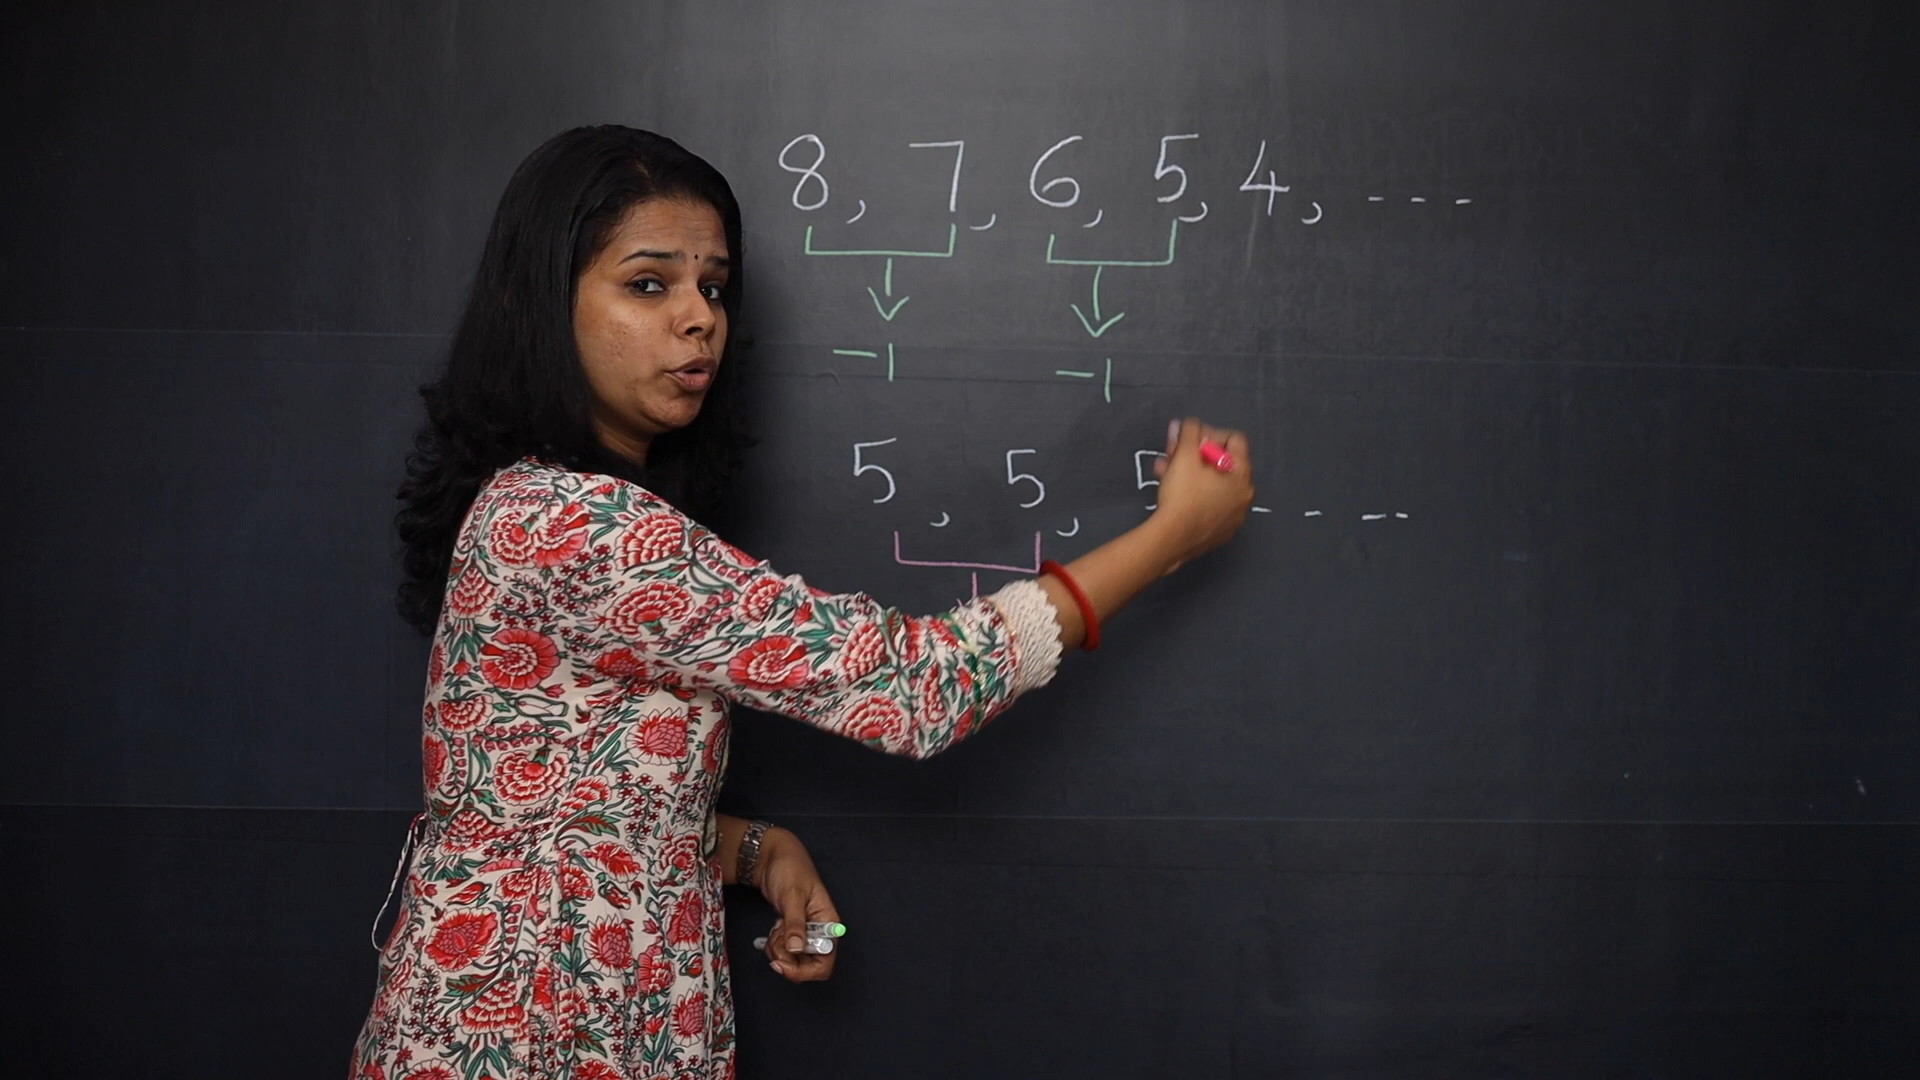 8, 7, 6, 5, 4, ---
-1 -1
5, 5, 5 ----